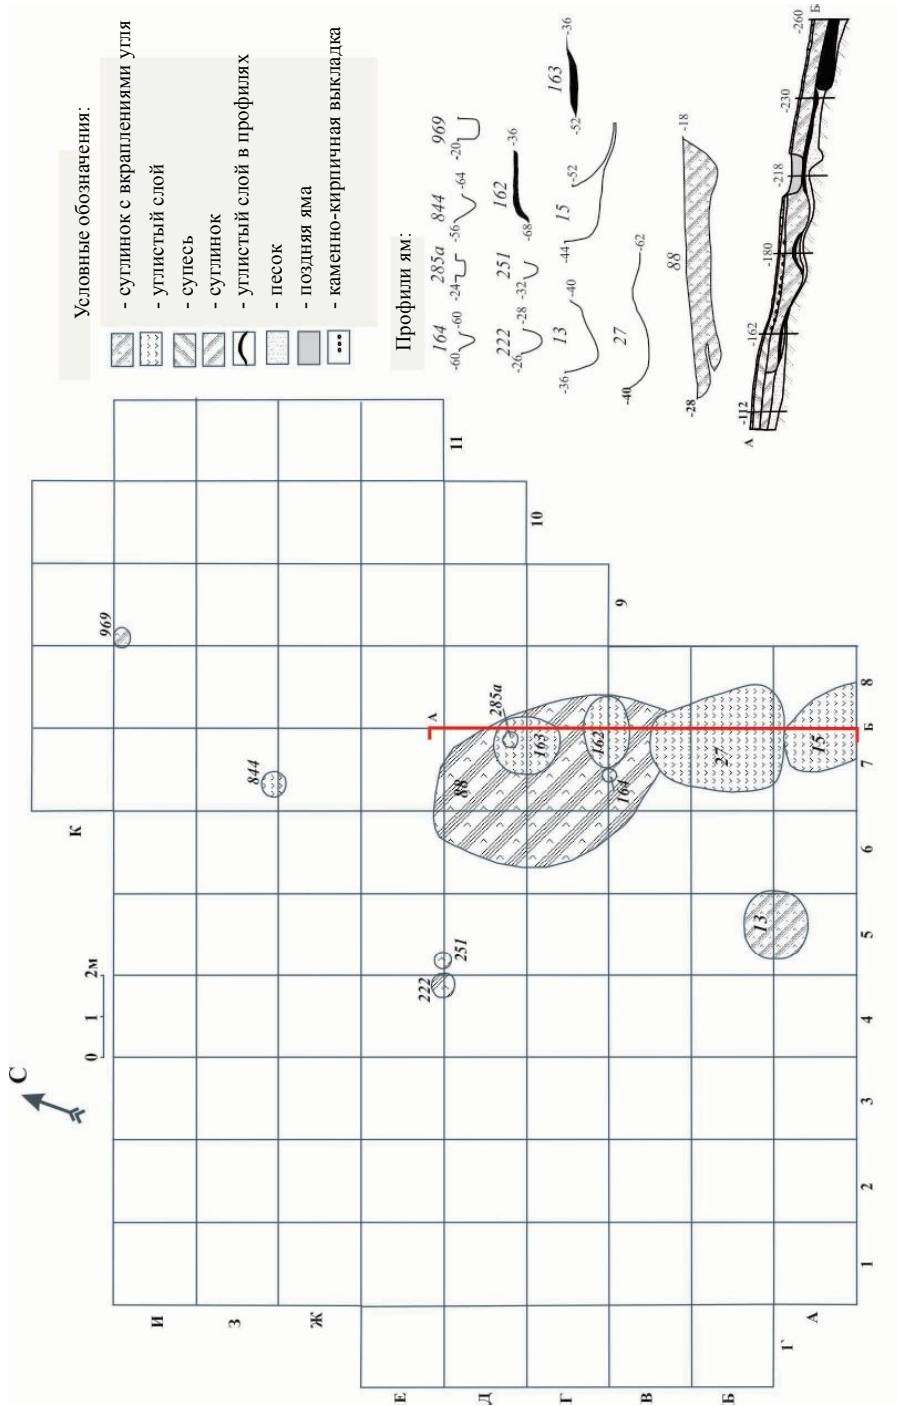 Условные обозначения:
- суглинок с вкраплениями угля
- углистый слой
- супесь
- суглинок
- углистый слой в профилях
- песок
- поздняя яма
- каменно-кирпичная выкладка
Профили ям:
164
-60
-60
285а
-24
844
-56
-64
969
-20
222
-26
-28
251
-32
162
-68
-36
163
-52
-36
13
-36
-40
15
-44
-52
27
-40
-62
88
-28
-18
А
-112
-162
-180
-218
-230
-260
Б
С
0
1
2м
К
И
З
Ж
Е
Д
Г
В
Б
А
1`
1
2
3
4
5
6
7
8
9
10
11
А
Б
969
844
285а
163
162
164
88
27
15
13
251
222